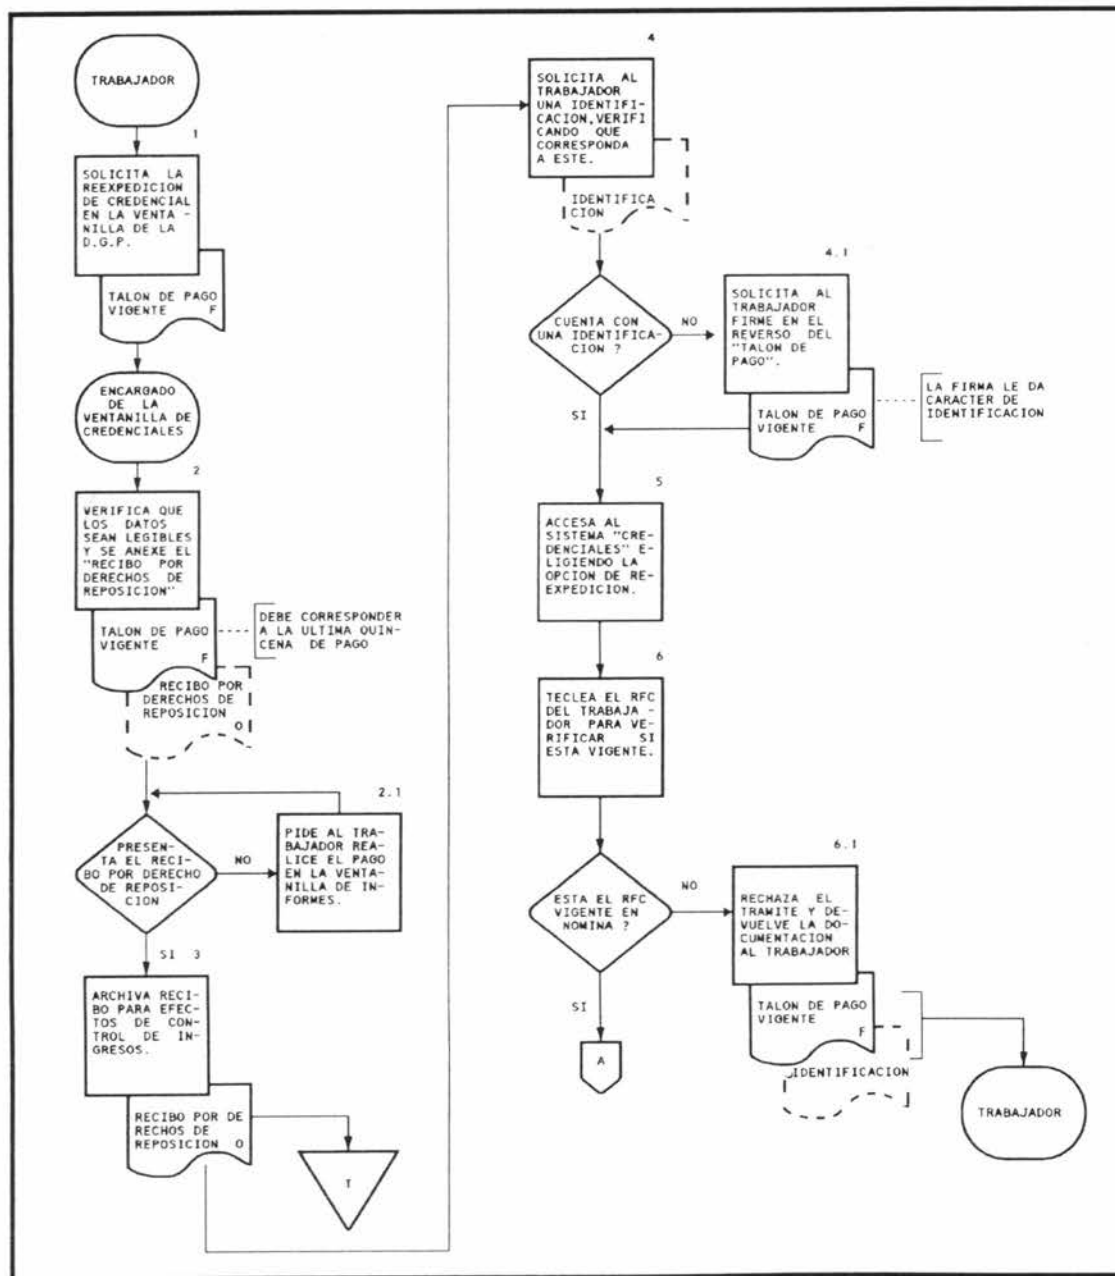 TRABAJADOR
1
SOLICITA LA
REEXPEDICION
DE CREDENCIAL
EN LA VENTA -
NILLA DE LA
D.G.P.
TALON DE PAGO
VIGENTE F
ENCARGADO
DE LA
VENTANILLA DE
CREDENCIALES
2
VERIFICA QUE
LOS DATOS
SEAN LEGIBLES
Y SE ANEXE EL
"RECIBO POR
DERECHOS DE
REPOSICION"
TALON DE PAGO
VIGENTE
F
DEBE CORRESPONDER
A LA ULTIMA QUIN-
CENA DE PAGO
RECIBO POR
DERECHOS DE
REPOSICION
O
PRESEN-
TA EL RECI-
BO POR DERECHO
DE REPOSI-
CION
NO
2.1
PIDE AL TRA-
BAJADOR REA-
LICE EL PAGO
EN LA VENTA-
NILLA DE IN-
FORMES.
SI 3
ARCHIVA RECI-
BO PARA EFEC-
TOS DE CON-
TROL DE IN-
GRESOS.
RECIBO POR DE
RECHOS DE
REPOSICION O
T
4
SOLICITA AL
TRABAJADOR
UNA IDENTIFI-
CACION,VERIFI
CANDO QUE
CORRESPONDA
A ESTE.
IDENTIFICA
CION
CUENTA CON
UNA IDENTIFICA-
CION ?
NO
4.1
SOLICITA AL
TRABAJADOR
FIRME EN EL
REVERSO DEL
"TALON DE
PAGO".
TALON DE PAGO
VIGENTE F
LA FIRMA LE DA
CARACTER DE
IDENTIFICACION
SI
5
ACCESA AL
SISTEMA "CRE-
DENCIALES" E-
LIGIENDO LA
OPCION DE RE-
EXPEDICION.
6
TECLEA EL RFC
DEL TRABAJA -
DOR PARA VE-
RIFICAR SI
ESTA VIGENTE.
ESTA EL RFC
VIGENTE EN
NOMINA ?
NO
6.1
RECHAZA EL
TRAMITE Y DE-
VUELVE LA DO-
CUMENTACION
AL TRABAJADOR
TALON DE PAGO
VIGENTE
F
IDENTIFICACION
SI
A
TRABAJADOR